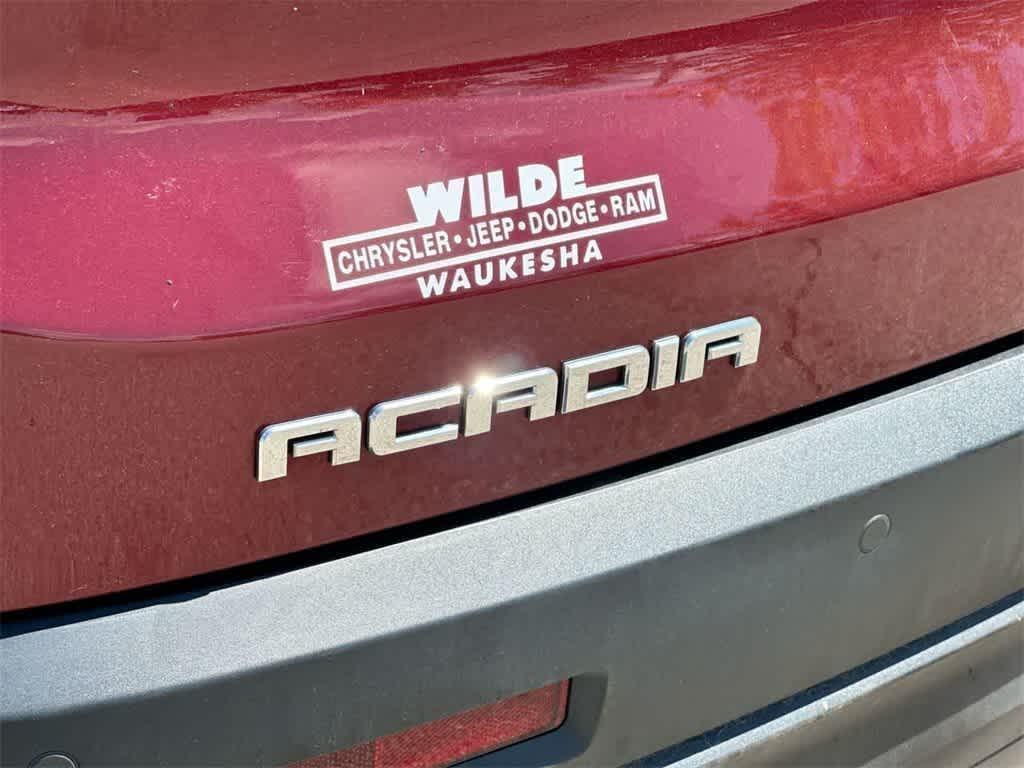 WILDE
CHRYSLER • JEEP • DODGE • RAM
WAUKESHA
ACADIA